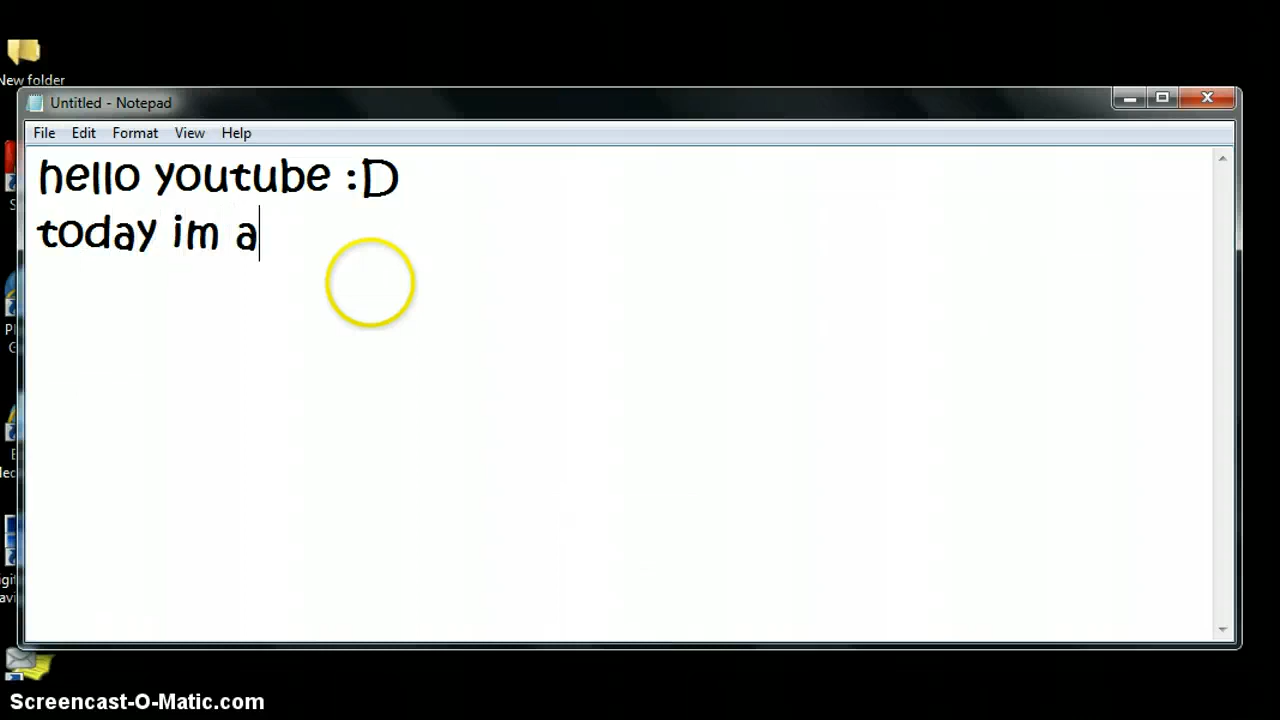 New folder
Untitled - Notepad
File Edit Format View Help
hello youtube :D
today im a
Screencast-O-Matic.com